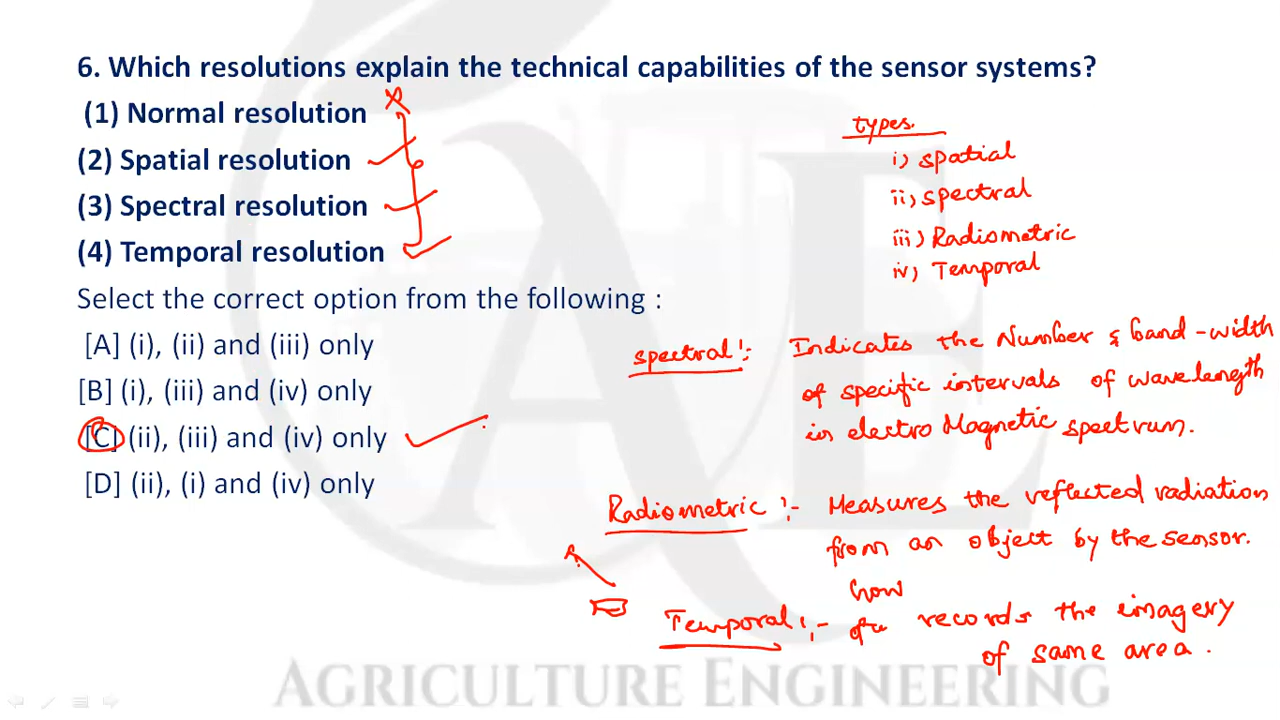 6. Which resolutions explain the technical capabilities of the sensor systems?
(1) Normal resolution
(2) Spatial resolution
(3) Spectral resolution
(4) Temporal resolution
Select the correct option from the following :
[A] (i), (ii) and (iii) only
[B] (i), (iii) and (iv) only
[C] (ii), (iii) and (iv) only
[D] (ii), (i) and (iv) only
types.
i) spatial
ii) spectral
iii) Radiometric
iv) Temporal
spectral :- Indicates the Number & band-width
of specific intervals of wavelength
in electro Magnetic spectrum.
Radiometric :- Measures the reflected radiation
from an object by the sensor.
how
Temporal :- records the imagery
of same area.
AE
AGRICULTURE ENGINEERING